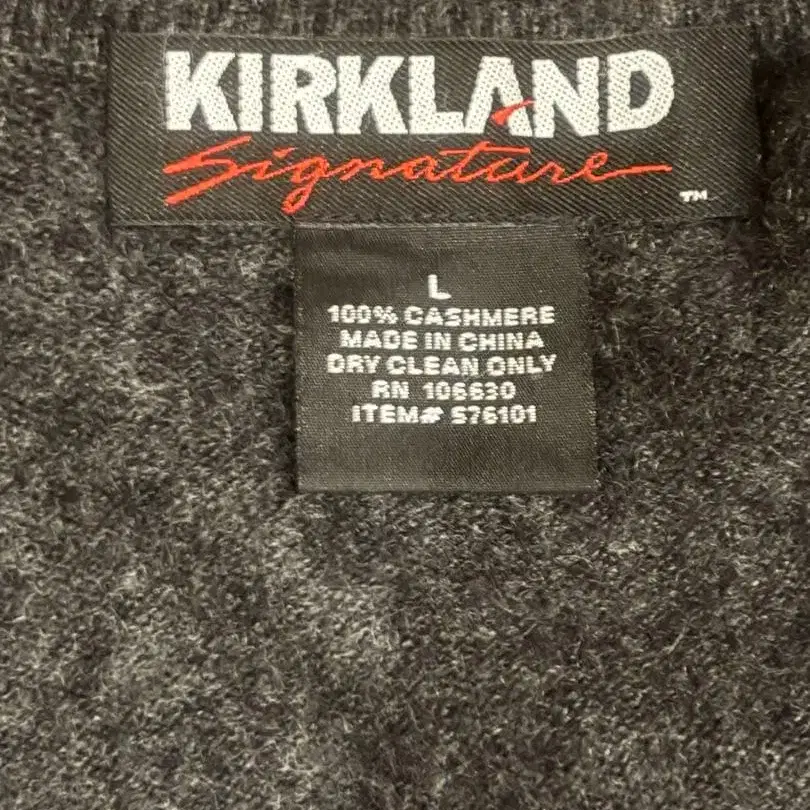 KIRKLAND
Signature ™
L
100% CASHMERE
MADE IN CHINA
DRY CLEAN ONLY
RN 106630
ITEM# 576101